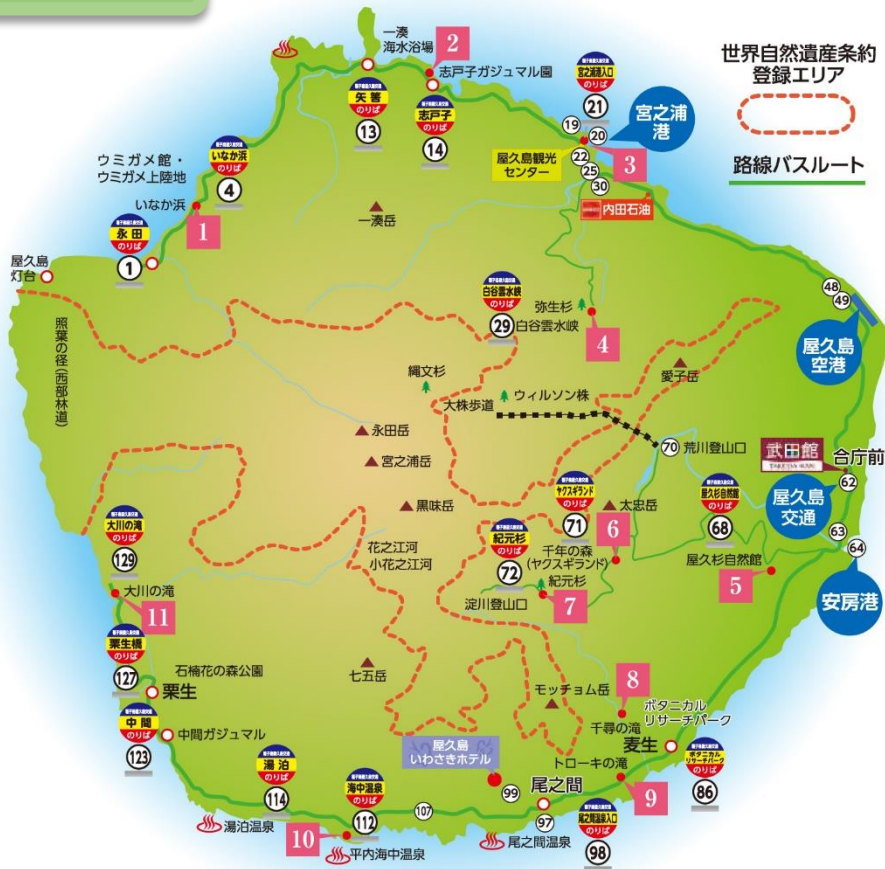 一湊
海水浴場
2
志戸子ガジュマル園
世界自然遺産条約
登録エリア
路線バスルート
矢筈
のりば
13
志戸子
のりば
14
宮之浦港入口
のりば
21
19
20
宮之浦
港
屋久島観光
センター
22
25
30
3
内田石油
ウミガメ館・
ウミガメ上陸地
いなか浜
いなか浜
のりば
4
1
永田
のりば
1
屋久島
灯台
一湊岳
照葉の径(西部林道)
白谷雲水峡
のりば
29
弥生杉
白谷雲水峡
4
48
49
屋久島
空港
愛子岳
縄文杉
大株歩道
ウィルソン株
永田岳
宮之浦岳
黒味岳
70
荒川登山口
武田館
合庁前
62
屋久島
交通
63
64
安房港
太忠岳
ヤクスギランド
のりば
71
6
屋久杉自然館
のりば
68
屋久杉自然館
5
千年の森
(ヤクスギランド)
紀元杉
紀元杉
のりば
72
7
淀川登山口
花之江河
小花之江河
大川の滝
のりば
129
大川の滝
11
栗生橋
のりば
127
石楠花の森公園
栗生
中間
のりば
123
中間ガジュマル
七五岳
モッチョム岳
8
千尋の滝
ボタニカル
リサーチパーク
麦生
トローキの滝
9
ボタニカル
リサーチパーク
のりば
86
屋久島
いわさきホテル
99
尾之間
97
尾之間温泉
尾之間温泉入口
のりば
98
107
湯泊
のりば
114
湯泊温泉
海中温泉
のりば
112
10
平内海中温泉